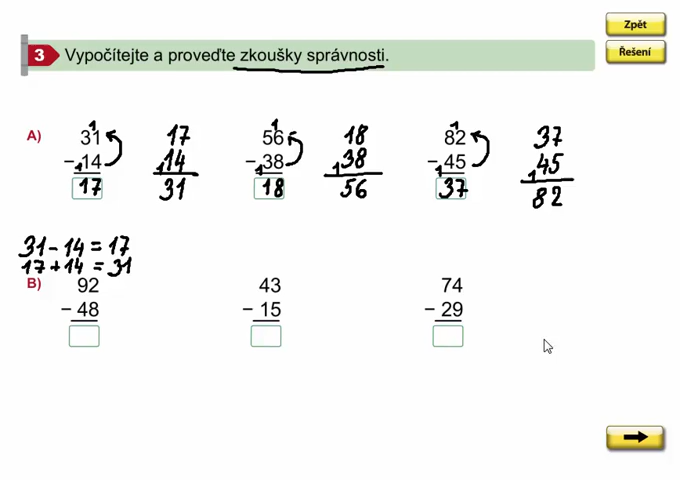 Zpět
3 Vypočítejte a proveďte zkoušky správnosti.
Řešení
1 1 1
A) 31 17 56 18 82 37
− 14 14 − 38 38 − 45 45
1 1 1 1 1 1
17 31 18 56 37 82
31 − 14 = 17
17 + 14 = 31
B) 92 43 74
− 48 − 15 − 29